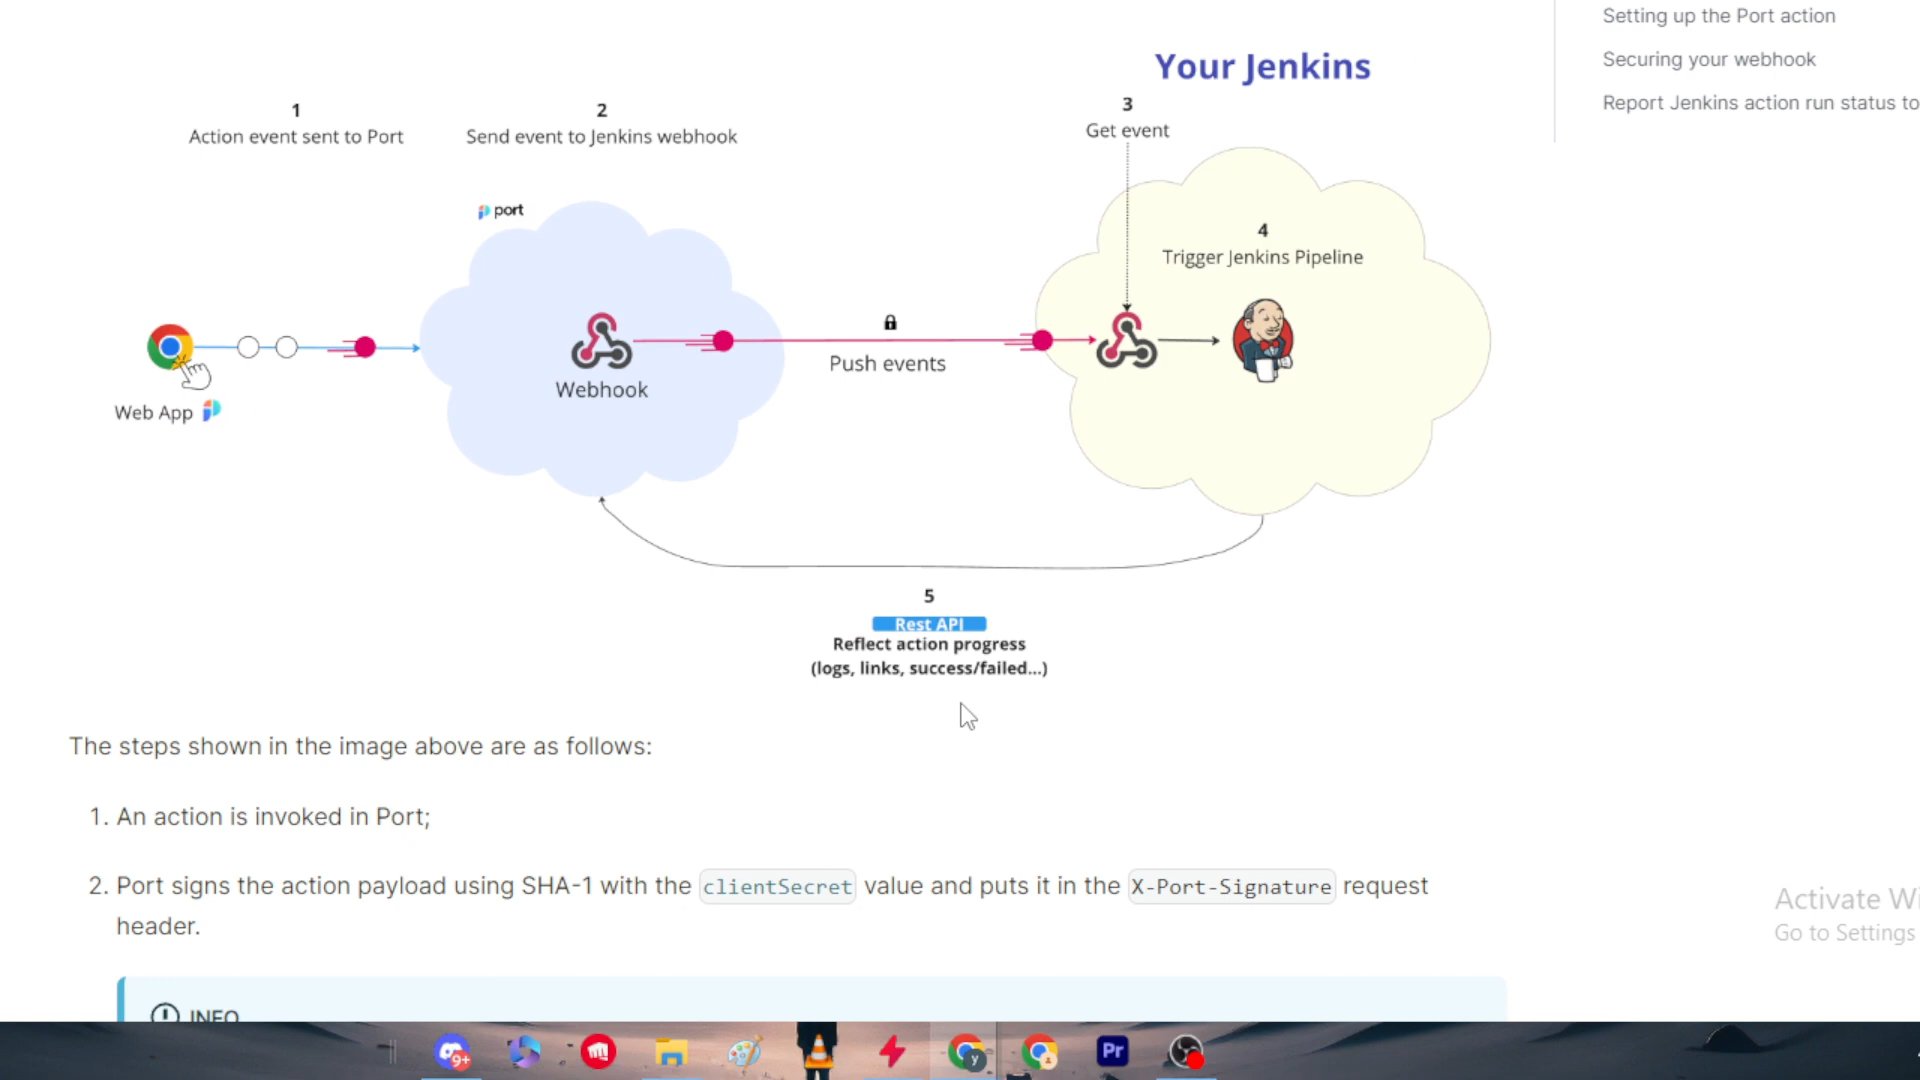 Setting up the Port action
Securing your webhook
Report Jenkins action run status to
Your Jenkins
1
Action event sent to Port
2
Send event to Jenkins webhook
3
Get event
port
4
Trigger Jenkins Pipeline
Push events
Webhook
Web App
5
Rest API
Reflect action progress
(logs, links, success/failed...)
The steps shown in the image above are as follows:
1. An action is invoked in Port;
2. Port signs the action payload using SHA-1 with the clientSecret value and puts it in the X-Port-Signature request
header.
INFO
Activate Wi
Go to Settings
9+
y
Pr